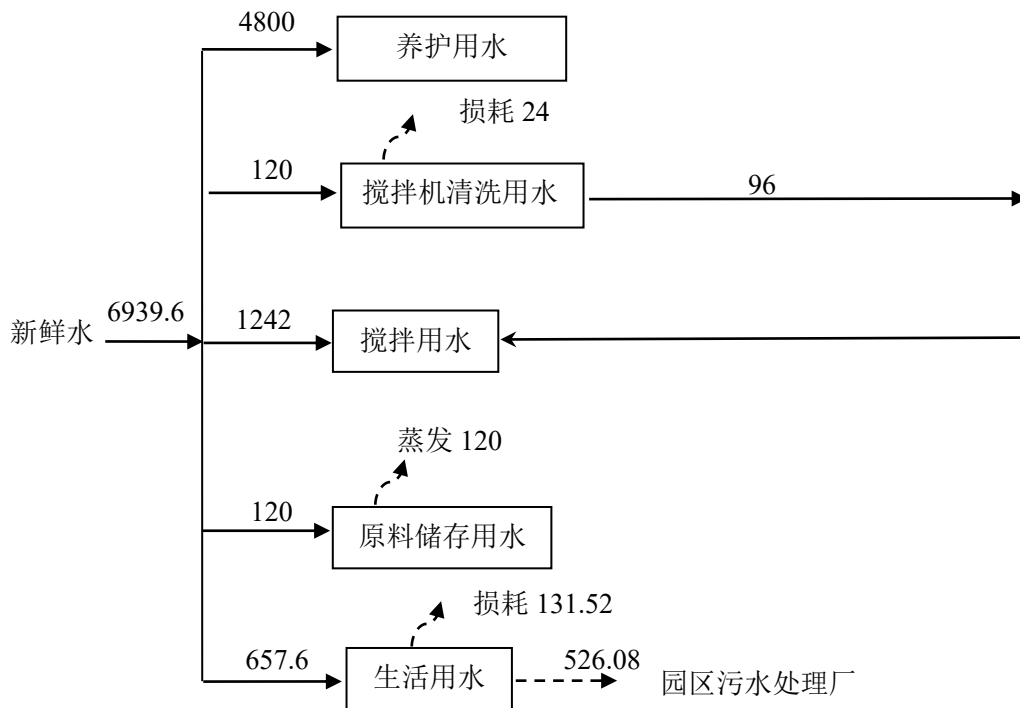 4800
养护用水
损耗 24
120
搅拌机清洗用水
96
新鲜水
6939.6
1242
搅拌用水
蒸发 120
120
原料储存用水
损耗 131.52
657.6
生活用水
526.08
园区污水处理厂